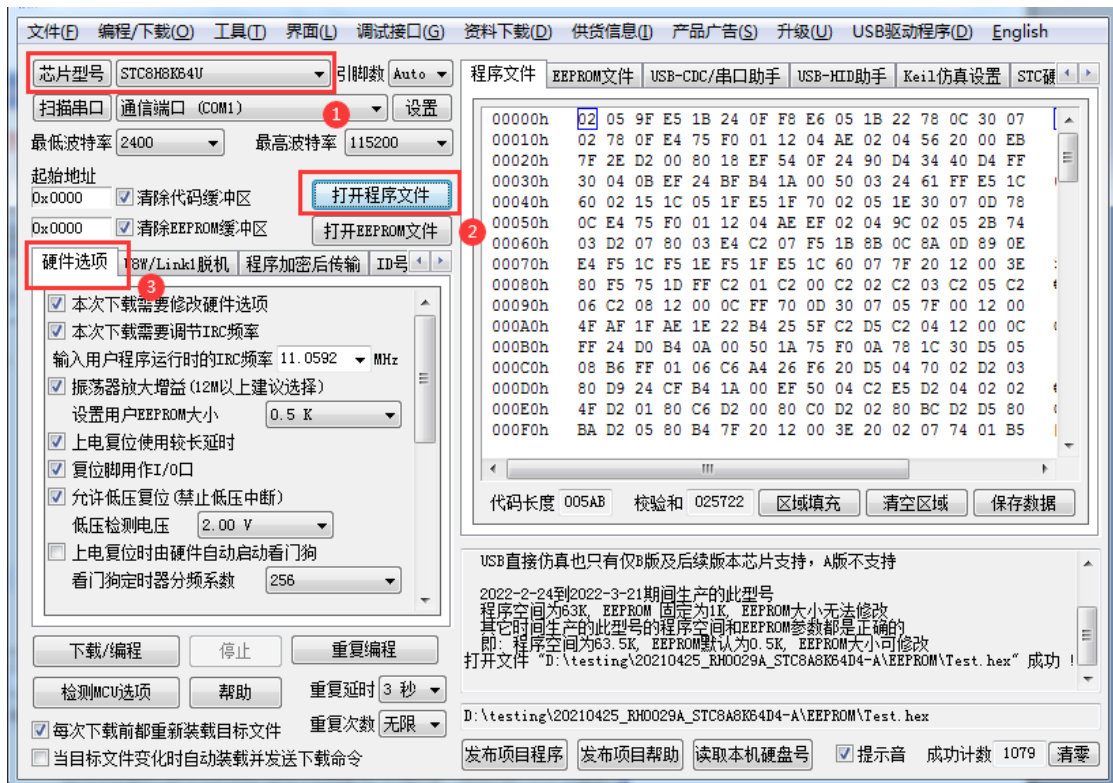 文件(F) 编程/下载(O) 工具(T) 界面(L) 调试接口(G) 资料下载(D) 供货信息(I) 产品广告(S) 升级(U) USB驱动程序(D) English
芯片型号 STC8H8K64U 引脚数 Auto
扫描串口 通信端口 (COM1) 设置
1
最低波特率 2400 最高波特率 115200
起始地址
0x0000 清除代码缓冲区 打开程序文件
0x0000 清除EEPROM缓冲区 打开EEPROM文件
2
硬件选项 U8W/Link1脱机 程序加密后传输 ID号
3
本次下载需要修改硬件选项
本次下载需要调节IRC频率
输入用户程序运行时的IRC频率 11.0592 MHz
振荡器放大增益(12M以上建议选择)
设置用户EEPROM大小 0.5 K
上电复位使用较长延时
复位脚用作I/O口
允许低压复位(禁止低压中断)
低压检测电压 2.00 V
上电复位时由硬件自动启动看门狗
看门狗定时器分频系数 256
下载/编程 停止 重复编程
检测MCU选项 帮助 重复延时 3 秒
每次下载前都重新装载目标文件 重复次数 无限
当目标文件变化时自动装载并发送下载命令
程序文件 EEPROM文件 USB-CDC/串口助手 USB-HID助手 Keil仿真设置 STC硬
00000h 02 05 9F E5 1B 24 0F F8 E6 05 1B 22 78 0C 30 07
00010h 02 78 0F E4 75 F0 01 12 04 AE 02 04 56 20 00 EB
00020h 7F 2E D2 00 80 18 EF 54 0F 24 90 D4 34 40 D4 FF
00030h 30 04 0B EF 24 BF B4 1A 00 50 03 24 61 FF E5 1C
00040h 60 02 15 1C 05 1F E5 1F 70 02 05 1E 30 07 0D 78
00050h 0C E4 75 F0 01 12 04 AE EF 02 04 9C 02 05 2B 74
00060h 03 D2 07 80 03 E4 C2 07 F5 1B 8B 0C 8A 0D 89 0E
00070h E4 F5 1C F5 1E F5 1F E5 1C 60 07 7F 20 12 00 3E
00080h 80 F5 75 1D FF C2 01 C2 00 C2 02 C2 03 C2 05 C2
00090h 06 C2 08 12 00 0C FF 70 0D 30 07 05 7F 00 12 00
000A0h 4F AF 1F AE 1E 22 B4 25 5F C2 D5 C2 04 12 00 0C
000B0h FF 24 D0 B4 0A 00 50 1A 75 F0 0A 78 1C 30 D5 05
000C0h 08 B6 FF 01 06 C6 A4 26 F6 20 D5 04 70 02 D2 03
000D0h 80 D9 24 CF B4 1A 00 EF 50 04 C2 E5 D2 04 02 02
000E0h 4F D2 01 80 C6 D2 00 80 C0 D2 02 80 BC D2 D5 80
000F0h BA D2 05 80 B4 7F 20 12 00 3E 20 02 07 74 01 B5
代码长度 005AB 校验和 025722 区域填充 清空区域 保存数据
USB直接仿真也只有仅B版及后续版本芯片支持，A版不支持
2022-2-24到2022-3-21期间生产的此型号
程序空间为63K, EEPROM 固定为1K, EEPROM大小无法修改
其它时间生产的此型号的程序空间和EEPROM参数都是正确的
即: 程序空间为63.5K, EEPROM默认为0.5K, EEPROM大小可修改
打开文件 "D:\testing\20210425_RH0029A_STC8A8K64D4-A\EEPROM\Test.hex" 成功 !
D:\testing\20210425_RH0029A_STC8A8K64D4-A\EEPROM\Test.hex
发布项目程序 发布项目帮助 读取本机硬盘号 提示音 成功计数 1079 清零